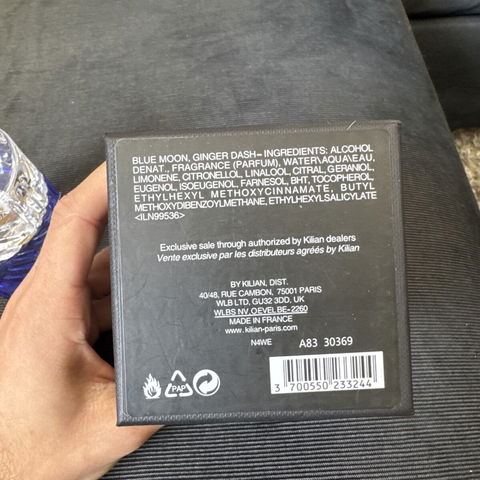 BLUE MOON, GINGER DASH– INGREDIENTS: ALCOHOL
DENAT., FRAGRANCE (PARFUM), WATER\AQUA\EAU,
LIMONENE, CITRONELLOL, LINALOOL, CITRAL, GERANIOL,
EUGENOL, ISOEUGENOL, FARNESOL, BHT, TOCOPHEROL,
ETHYLHEXYL METHOXYCINNAMATE, BUTYL
METHOXYDIBENZOYLMETHANE, ETHYLHEXYLSALICYLATE
<ILN99536>
Exclusive sale through authorized by Kilian dealers
Vente exclusive par les distributeurs agréés by Kilian
BY KILIAN, DIST.
40/48, RUE CAMBON, 75001 PARIS
WLB LTD, GU32 3DD, UK
WLBS NV, OEVEL BE-2260
MADE IN FRANCE
www.kilian-paris.com
N4WE A83 30369
PAP
3 700550 233244